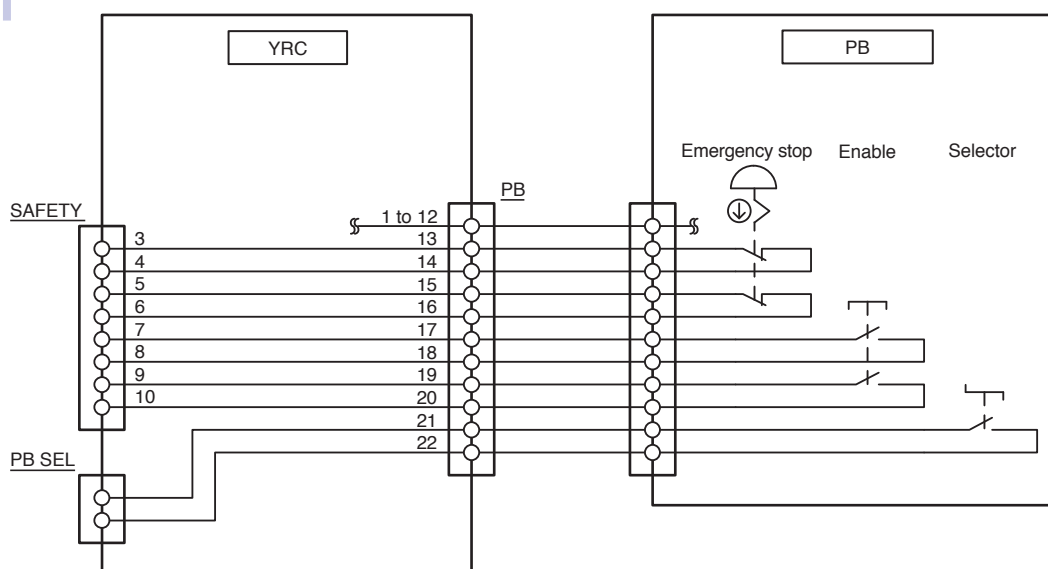 YRC
PB
Emergency stop Enable Selector
PB
SAFETY
1 to 12
3 13
4 14
5 15
6 16
7 17
8 18
9 19
10 20
21
22
PB SEL